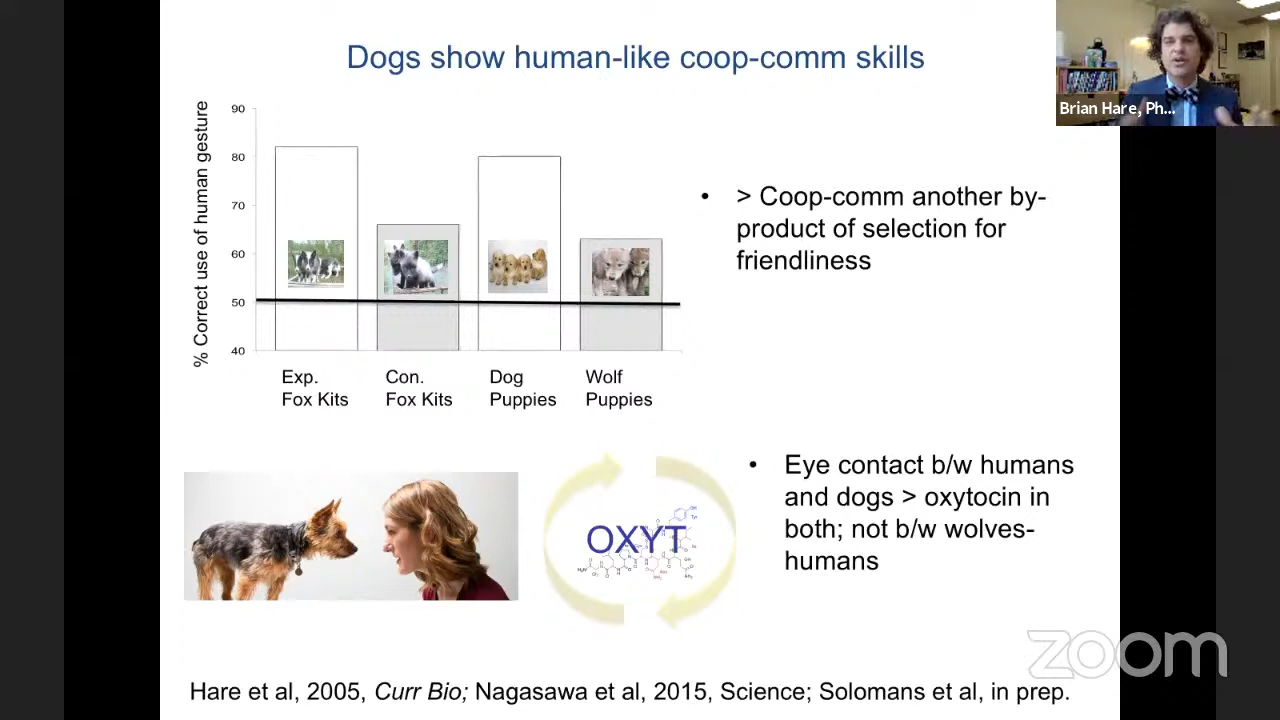 Dogs show human-like coop-comm skills
Brian Hare, Ph...
% Correct use of human gesture
90
80
70
60
50
40
Exp.
Fox Kits
Con.
Fox Kits
Dog
Puppies
Wolf
Puppies
• > Coop-comm another by-
product of selection for
friendliness
OXYT
• Eye contact b/w humans
and dogs > oxytocin in
both; not b/w wolves-
humans
zoom
Hare et al, 2005, Curr Bio; Nagasawa et al, 2015, Science; Solomans et al, in prep.